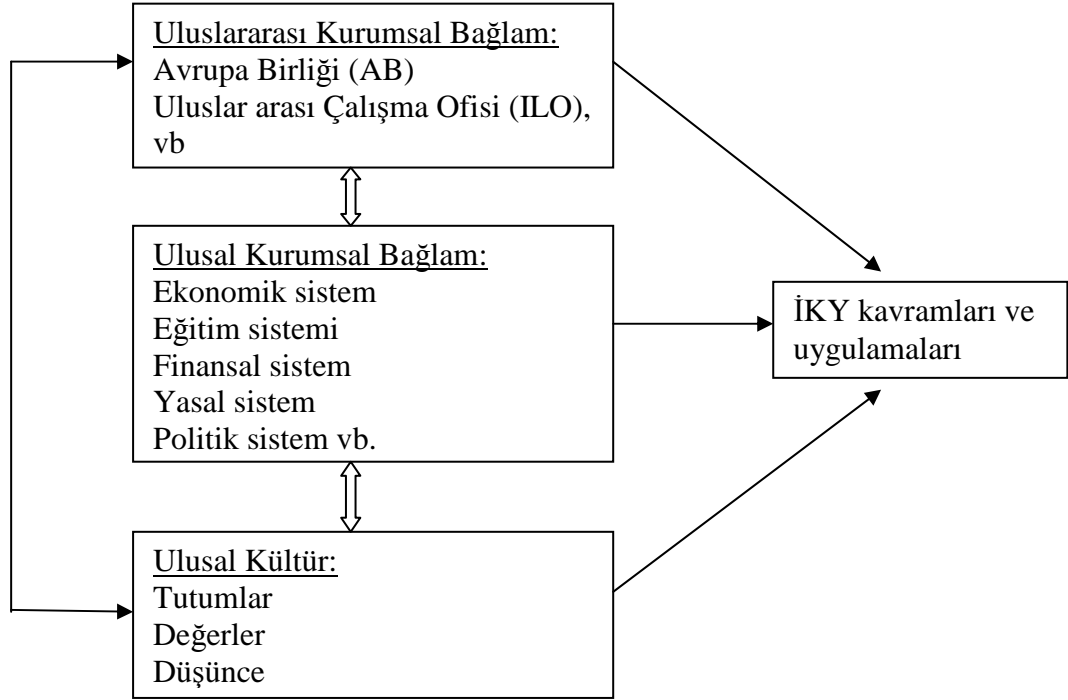 Uluslararası Kurumsal Bağlam:
Avrupa Birliği (AB)
Uluslar arası Çalışma Ofisi (ILO),
vb
Ulusal Kurumsal Bağlam:
Ekonomik sistem
Eğitim sistemi
Finansal sistem
Yasal sistem
Politik sistem vb.
İKY kavramları ve
uygulamaları
Ulusal Kültür:
Tutumlar
Değerler
Düşünce